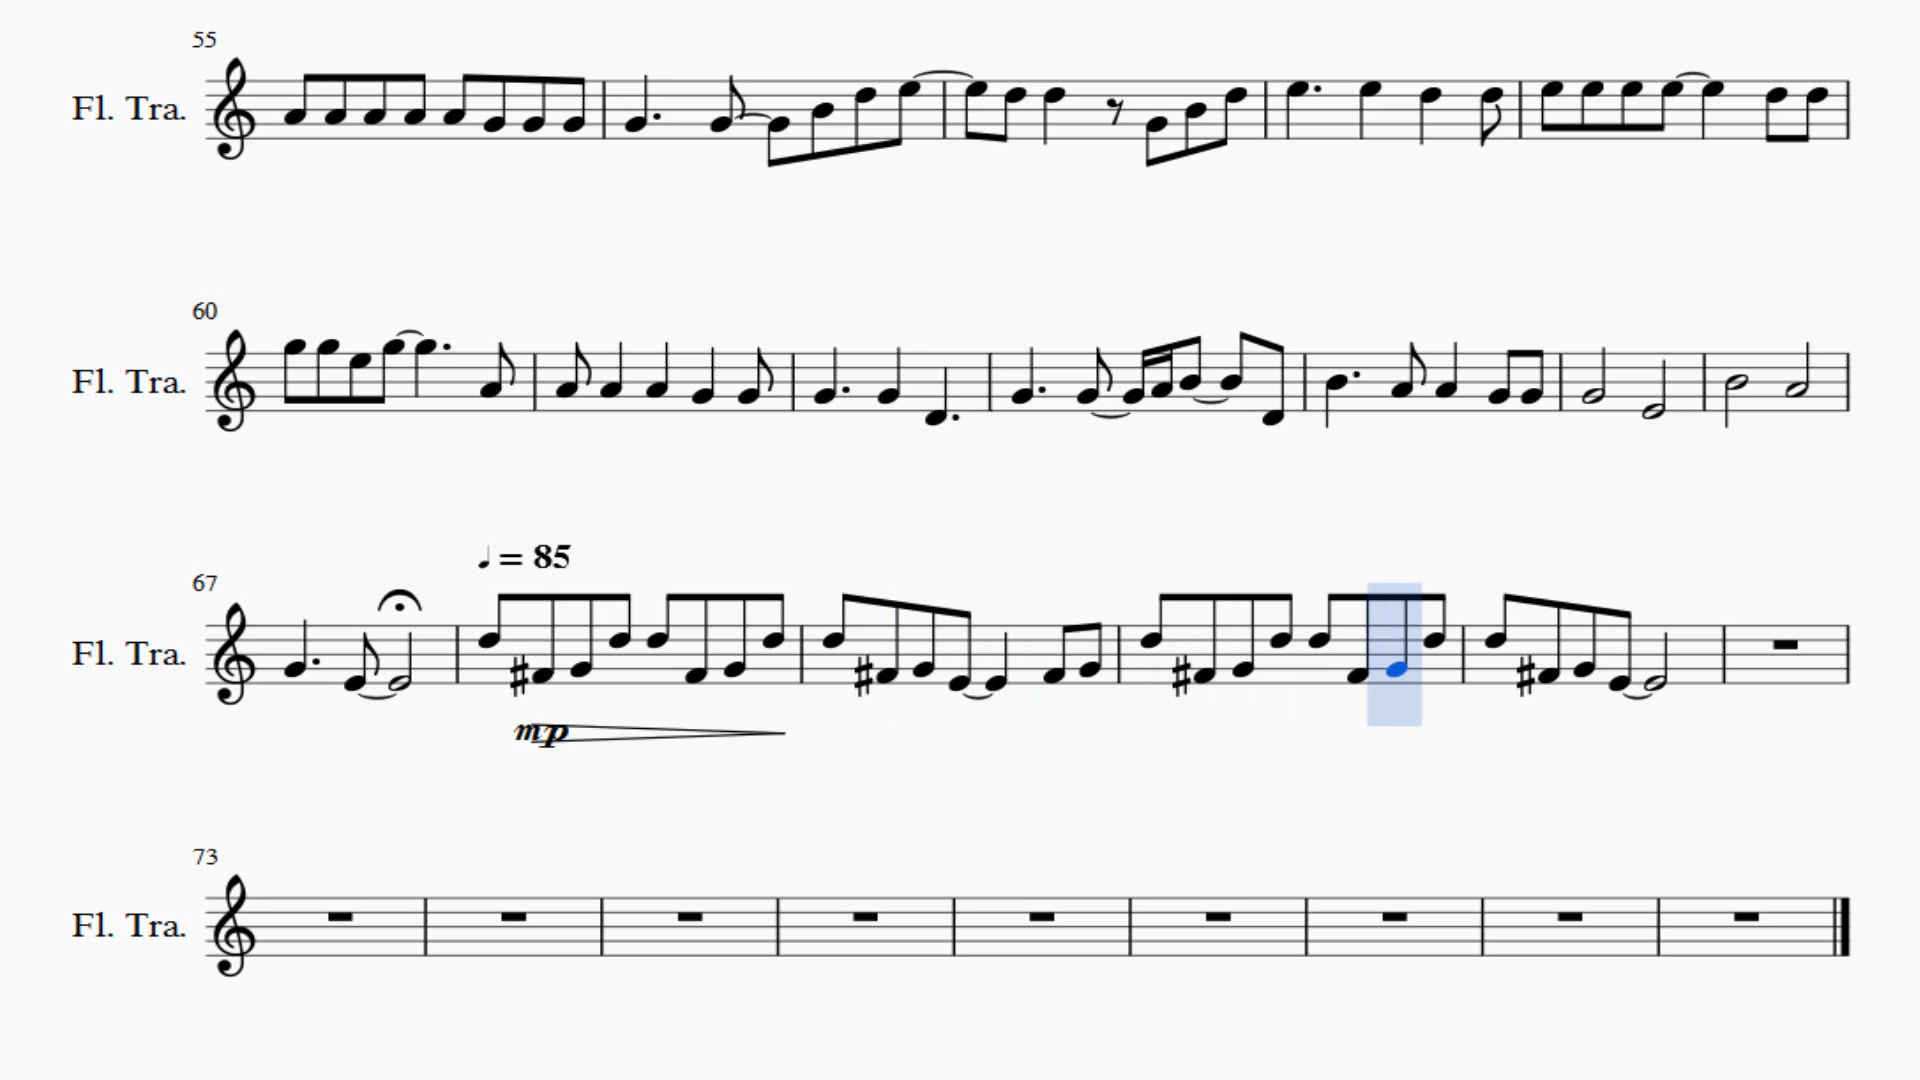 55
Fl. Tra.
60
Fl. Tra.
♩ = 85
67
Fl. Tra.
mp
73
Fl. Tra.